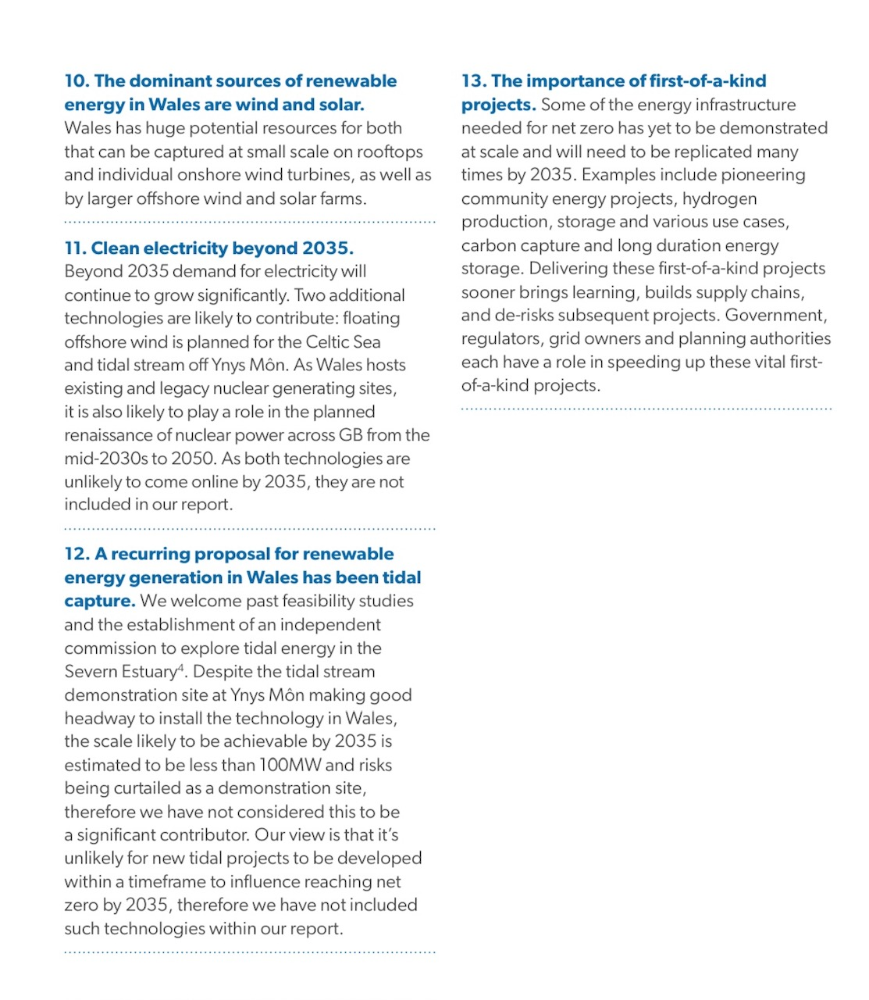 10. The dominant sources of renewable
energy in Wales are wind and solar.
Wales has huge potential resources for both
that can be captured at small scale on rooftops
and individual onshore wind turbines, as well as
by larger offshore wind and solar farms.
11. Clean electricity beyond 2035.
Beyond 2035 demand for electricity will
continue to grow significantly. Two additional
technologies are likely to contribute: floating
offshore wind is planned for the Celtic Sea
and tidal stream off Ynys Môn. As Wales hosts
existing and legacy nuclear generating sites,
it is also likely to play a role in the planned
renaissance of nuclear power across GB from the
mid-2030s to 2050. As both technologies are
unlikely to come online by 2035, they are not
included in our report.
12. A recurring proposal for renewable
energy generation in Wales has been tidal
capture. We welcome past feasibility studies
and the establishment of an independent
commission to explore tidal energy in the
Severn Estuary⁴. Despite the tidal stream
demonstration site at Ynys Môn making good
headway to install the technology in Wales,
the scale likely to be achievable by 2035 is
estimated to be less than 100MW and risks
being curtailed as a demonstration site,
therefore we have not considered this to be
a significant contributor. Our view is that it's
unlikely for new tidal projects to be developed
within a timeframe to influence reaching net
zero by 2035, therefore we have not included
such technologies within our report.
13. The importance of first-of-a-kind
projects. Some of the energy infrastructure
needed for net zero has yet to be demonstrated
at scale and will need to be replicated many
times by 2035. Examples include pioneering
community energy projects, hydrogen
production, storage and various use cases,
carbon capture and long duration energy
storage. Delivering these first-of-a-kind projects
sooner brings learning, builds supply chains,
and de-risks subsequent projects. Government,
regulators, grid owners and planning authorities
each have a role in speeding up these vital first-
of-a-kind projects.